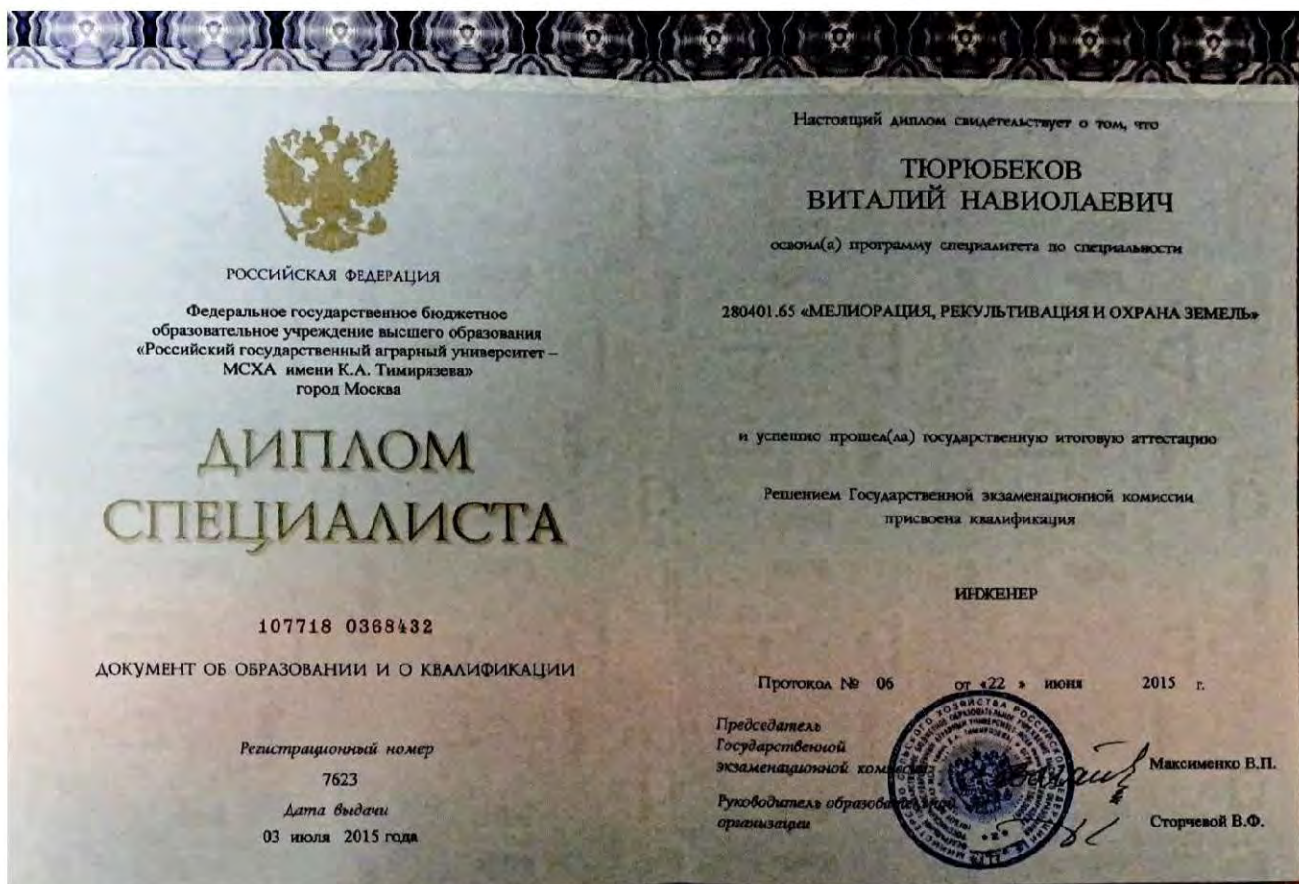 РОССИЙСКАЯ ФЕДЕРАЦИЯ
Федеральное государственное бюджетное
образовательное учреждение высшего образования
«Российский государственный аграрный университет –
МСХА имени К.А. Тимирязева»
город Москва
ДИПЛОМ
СПЕЦИАЛИСТА
107718 0368432
ДОКУМЕНТ ОБ ОБРАЗОВАНИИ И О КВАЛИФИКАЦИИ
Регистрационный номер
7623
Дата выдачи
03 июля 2015 года
Настоящий диплом свидетельствует о том, что
ТЮРЮБЕКОВ
ВИТАЛИЙ НАВИОЛАЕВИЧ
освоил(а) программу специалитета по специальности
280401.65 «МЕЛИОРАЦИЯ, РЕКУЛЬТИВАЦИЯ И ОХРАНА ЗЕМЕЛЬ»
и успешно прошел(ла) государственную итоговую аттестацию
Решением Государственной экзаменационной комиссии
присвоена квалификация
ИНЖЕНЕР
Протокол № 06 от «22 » июня 2015 г.
Председатель
Государственной
экзаменационной комиссии
Максименко В.П.
Руководитель образовательной
организации
Сторчевой В.Ф.